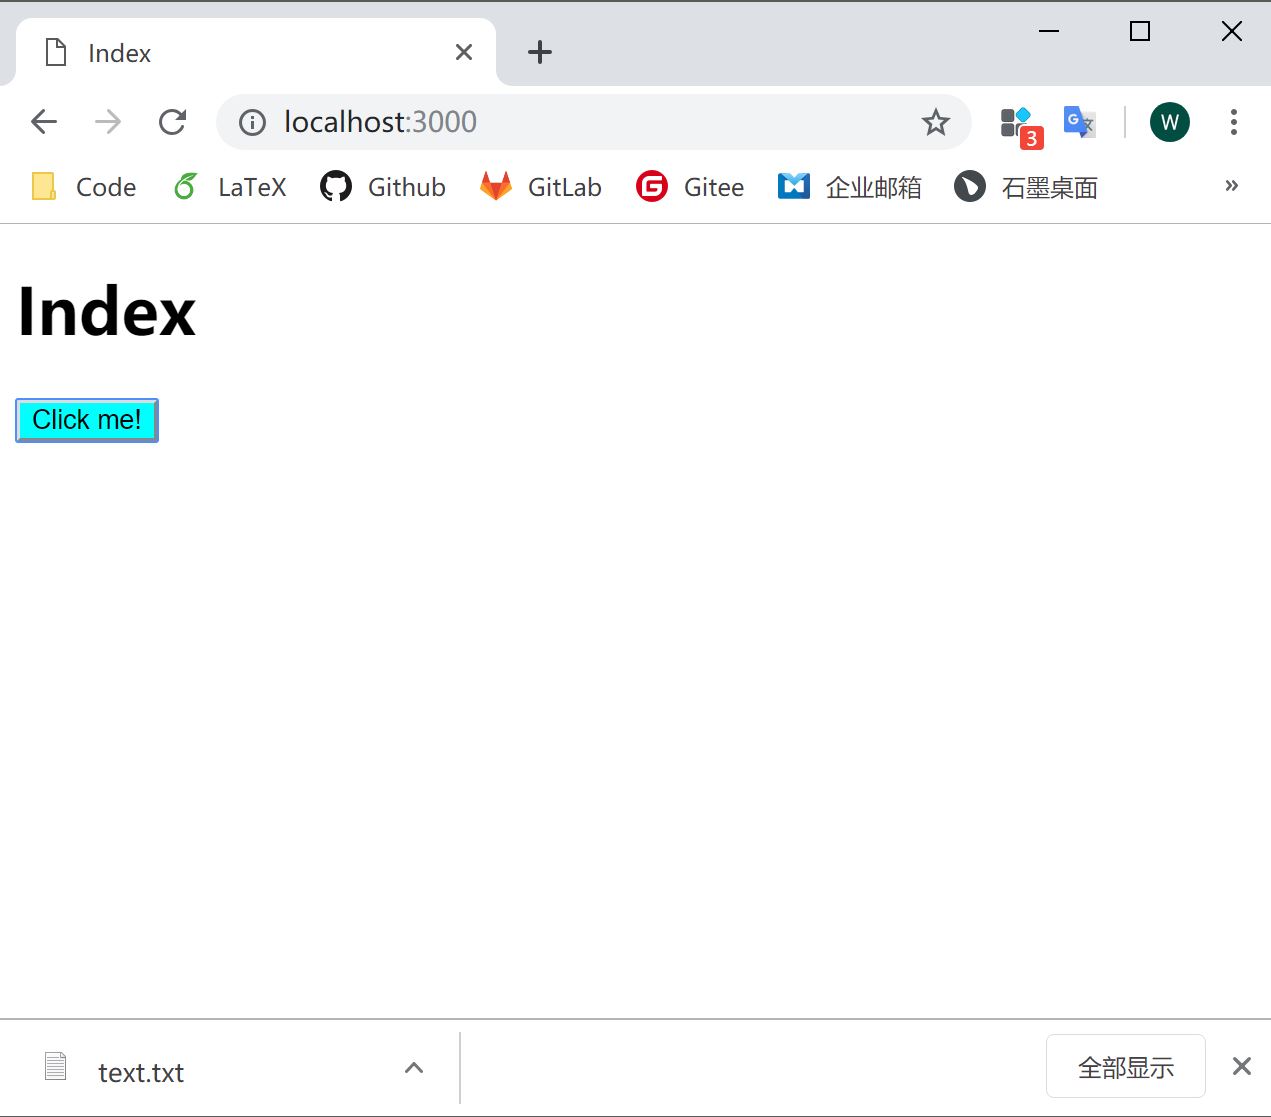 Index
localhost:3000
3
G 文
W
Code LaTeX Github GitLab G Gitee 企业邮箱 石墨桌面 »
Index
Click me!
text.txt 全部显示